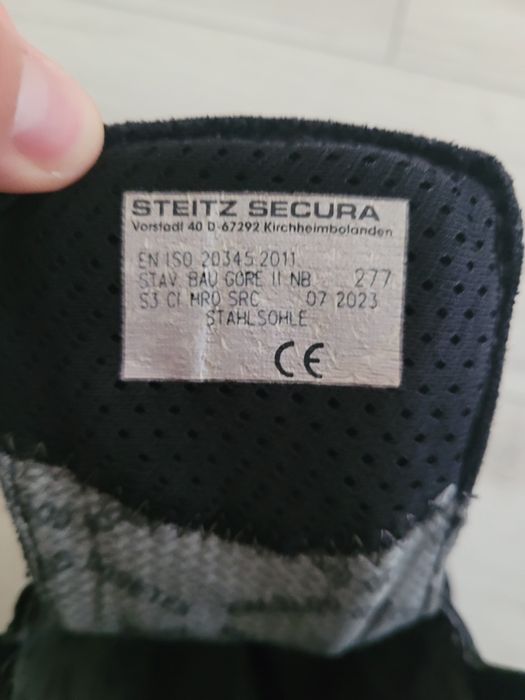 STEITZ SECURA
Vorstadt 40 D-67292 Kirchheimbolanden
EN ISO 20345:2011
STAV. BAU GORE II NB 277
S3 CI HRO SRC 07 2023
STAHLSOHLE
CE